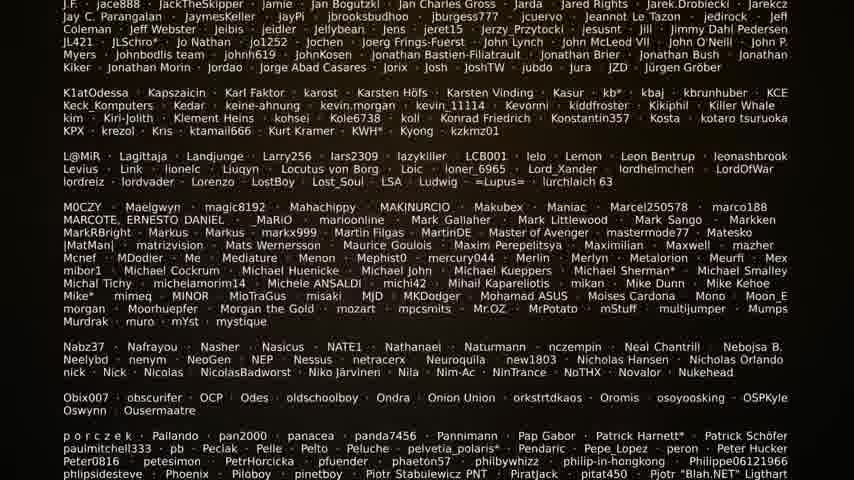 J.F. · jace888 · JackTheSkipper · jamie · Jan Bogutzki · Jan Charles Gross · Jarda · Jared Rights · Jarek.Drobiecki · Jarekcz
Jay C. Parangalan · JaymesKeller · JayPi · jbrooksbudhoo · jburgess777 · jcuervo · Jeannot Le Tazon · jedirock · Jeff
Coleman · Jeff Webster · Jeibis · jeidler · Jellybean · Jens · jeret15 · Jerzy_Przytocki · jesusnt · Jill · Jimmy Dahl Pedersen
JL421 · JLSchro* · Jo Nathan · jo1252 · Jochen · Joerg Frings-Fuerst · John Lynch · John McLeod VII · John O'Neill · John P.
Myers · Johnbodlis team · johnh619 · JohnKosen · Jonathan Bastien-Filiatrault · Jonathan Brier · Jonathan Bush · Jonathan
Kiker · Jonathan Morin · Jordao · Jorge Abad Casares · Jorix · Josh · JoshTW · jubdo · jura · JZD · Jürgen Gröber
K1atOdessa · Kapszaicin · Karl Faktor · karost · Karsten Höfs · Karsten Vinding · Kasur · kb* · kbaj · kbrunhuber · KCE
Keck_Komputers · Kedar · keine-ahnung · kevin.morgan · kevin_11114 · Kevornni · kiddfroster · Kikiphil · Killer Whale ·
kim · Kiri-Jolith · Klement Heins · kohsei · Kole6738 · koll · Konrad Friedrich · Konstantin357 · Kosta · kotaro tsuruoka
KPX · krezol · Kris · ktamail666 · Kurt Kramer · KWH* · Kyong · kzkmz01
L@MiR · Lagittaja · Landjunge · Larry256 · lars2309 · lazykiller · LCB001 · lelo · Lemon · Leon Bentrup · leonashbrook
Levius · Link · lionelc · Liuqyn · Locutus von Borg · Loic · loner_6965 · Lord_Xander · lordhelmchen · LordOfWar ·
lordreiz · lordvader · Lorenzo · LostBoy · Lost_Soul · LSA · Ludwig · =Lupus= · lürchlaich 63
M0CZY · Maelgwyn · magic8192 · Mahachippy · MAKINURCIO · Makubex · Maniac · Marcel250578 · marco188
MARCOTE, ERNESTO DANIEL · _MaRiO · marioonline · Mark Gallaher · Mark Littlewood · Mark Sango · Markken
MarkRBright · Markus · Markus · markx999 · Martin Filgas · MartinDE · Master of Avenger · mastermode77 · Matesko
|MatMan| · matrizvision · Mats Wernersson · Maurice Goulois · Maxim Perepelitsya · Maximilian · Maxwell · mazher
Mcnef · MDodier · Me · Mediature · Menon · Mephist0 · mercury044 · Merlin · Merlyn · Metalorion · Meurfi · Mex
mibor1 · Michael Cockrum · Michael Huenicke · Michael John · Michael Kueppers · Michael Sherman* · Michael Smalley
Michal Tichy · michelamorim14 · Michele ANSALDI · michi42 · Mihail Kapareliotis · mikan · Mike Dunn · Mike Kehoe ·
Mike* · mimeq · MINOR · MioTraGus · misaki · MJD · MKDodger · Mohamad ASUS · Moises Cardona · Mono · Moon_E
morgan · Moorhuepfer · Morgan the Gold · mozart · mpcsmits · Mr.OZ · MrPotato · mStuff · multijumper · Mumps
Murdrak · muro · mYst · mystique
Nabz37 · Nafrayou · Nasher · Nasicus · NATE1 · Nathanael · Naturmann · nczempin · Neal Chantrill · Nebojsa B. ·
Neelybd · nenym · NeoGen · NEP · Nessus · netracerx · Neuroquila · new1803 · Nicholas Hansen · Nicholas Orlando
nick · Nick · Nicolas · NicolasBadworst · Niko Järvinen · Nila · Nim-Ac · NinTrance · NoTHX · Novalor · Nukehead
Obix007 · obscurifer · OCP · Odes · oldschoolboy · Ondra · Onion Union · orkstrtdkaos · Oromis · osoyoosking · OSPKyle
Oswynn · Ousermaatre
p o r c z e k · Pallando · pan2000 · panacea · panda7456 · Pannimann · Pap Gabor · Patrick Harnett* · Patrick Schöfer
paulmitchell333 · pb · Peciak · Pelle · Pelto · Peluche · pelvetia_polaris* · Pendaric · Pepe_Lopez · peron · Peter Hucker
Peter0816 · petesimon · PetrHorcicka · pfuender · phaeton57 · philbywhizz · philip-in-hongkong · Philippe06121966
phlipsidesteve · Phoenix · Piloboy · pinetboy · Piotr Stabulewicz PNT · PiratJack · pitat450 · Pjotr "Blah.NET" Ligthart